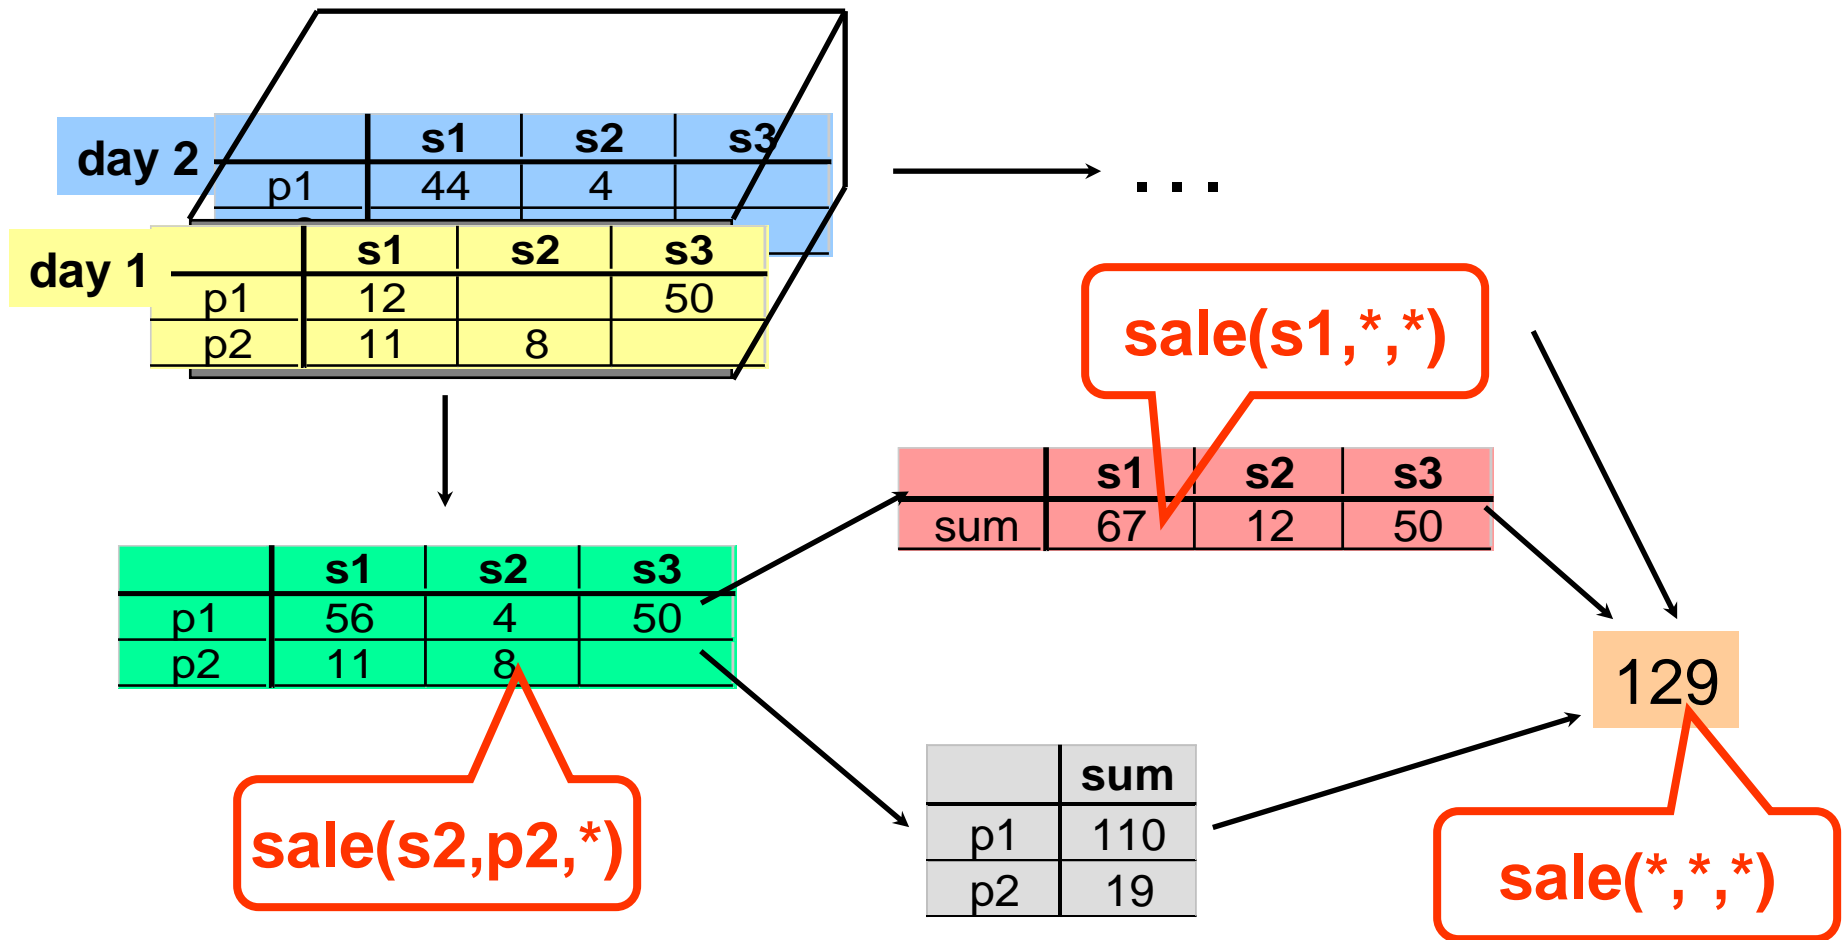 day 2
s1 s2 s3
p1 44 4
day 1
s1 s2 s3
p1 12 50
p2 11 8
. . .
sale(s1,*,*)
s1 s2 s3
sum 67 12 50
s1 s2 s3
p1 56 4 50
p2 11 8
129
sale(s2,p2,*)
sum
p1 110
p2 19
sale(*,*,*)